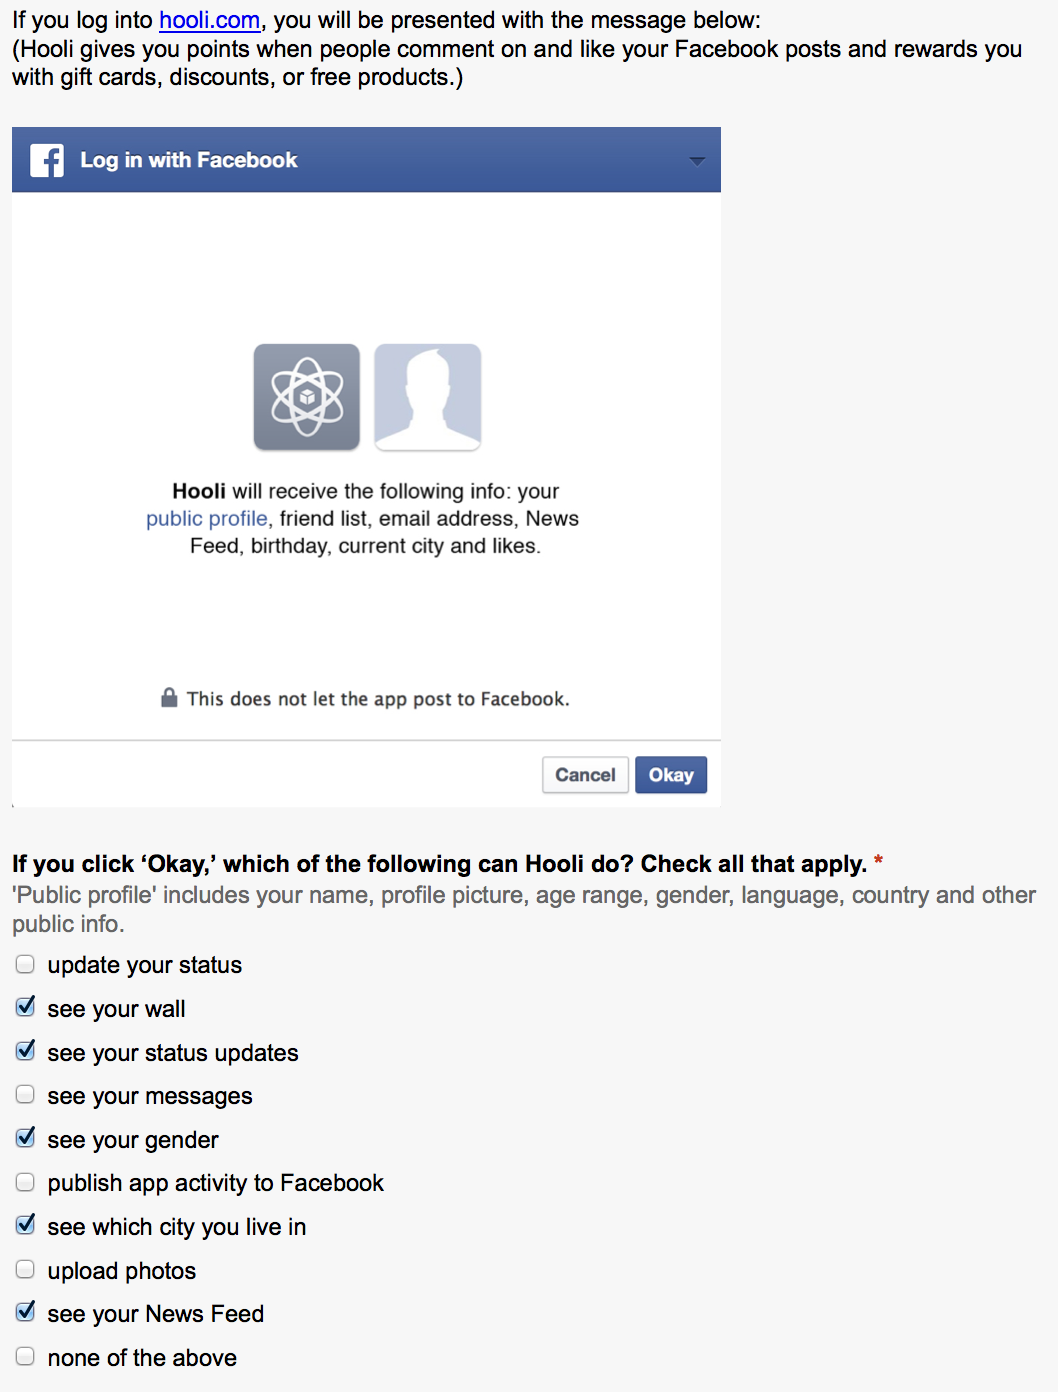 If you log into hooli.com, you will be presented with the message below:
(Hooli gives you points when people comment on and like your Facebook posts and rewards you
with gift cards, discounts, or free products.)
Log in with Facebook
Hooli will receive the following info: your
public profile, friend list, email address, News
Feed, birthday, current city and likes.
This does not let the app post to Facebook.
Cancel
Okay
If you click ‘Okay,’ which of the following can Hooli do? Check all that apply. *
'Public profile' includes your name, profile picture, age range, gender, language, country and other
public info.
update your status
see your wall
see your status updates
see your messages
see your gender
publish app activity to Facebook
see which city you live in
upload photos
see your News Feed
none of the above